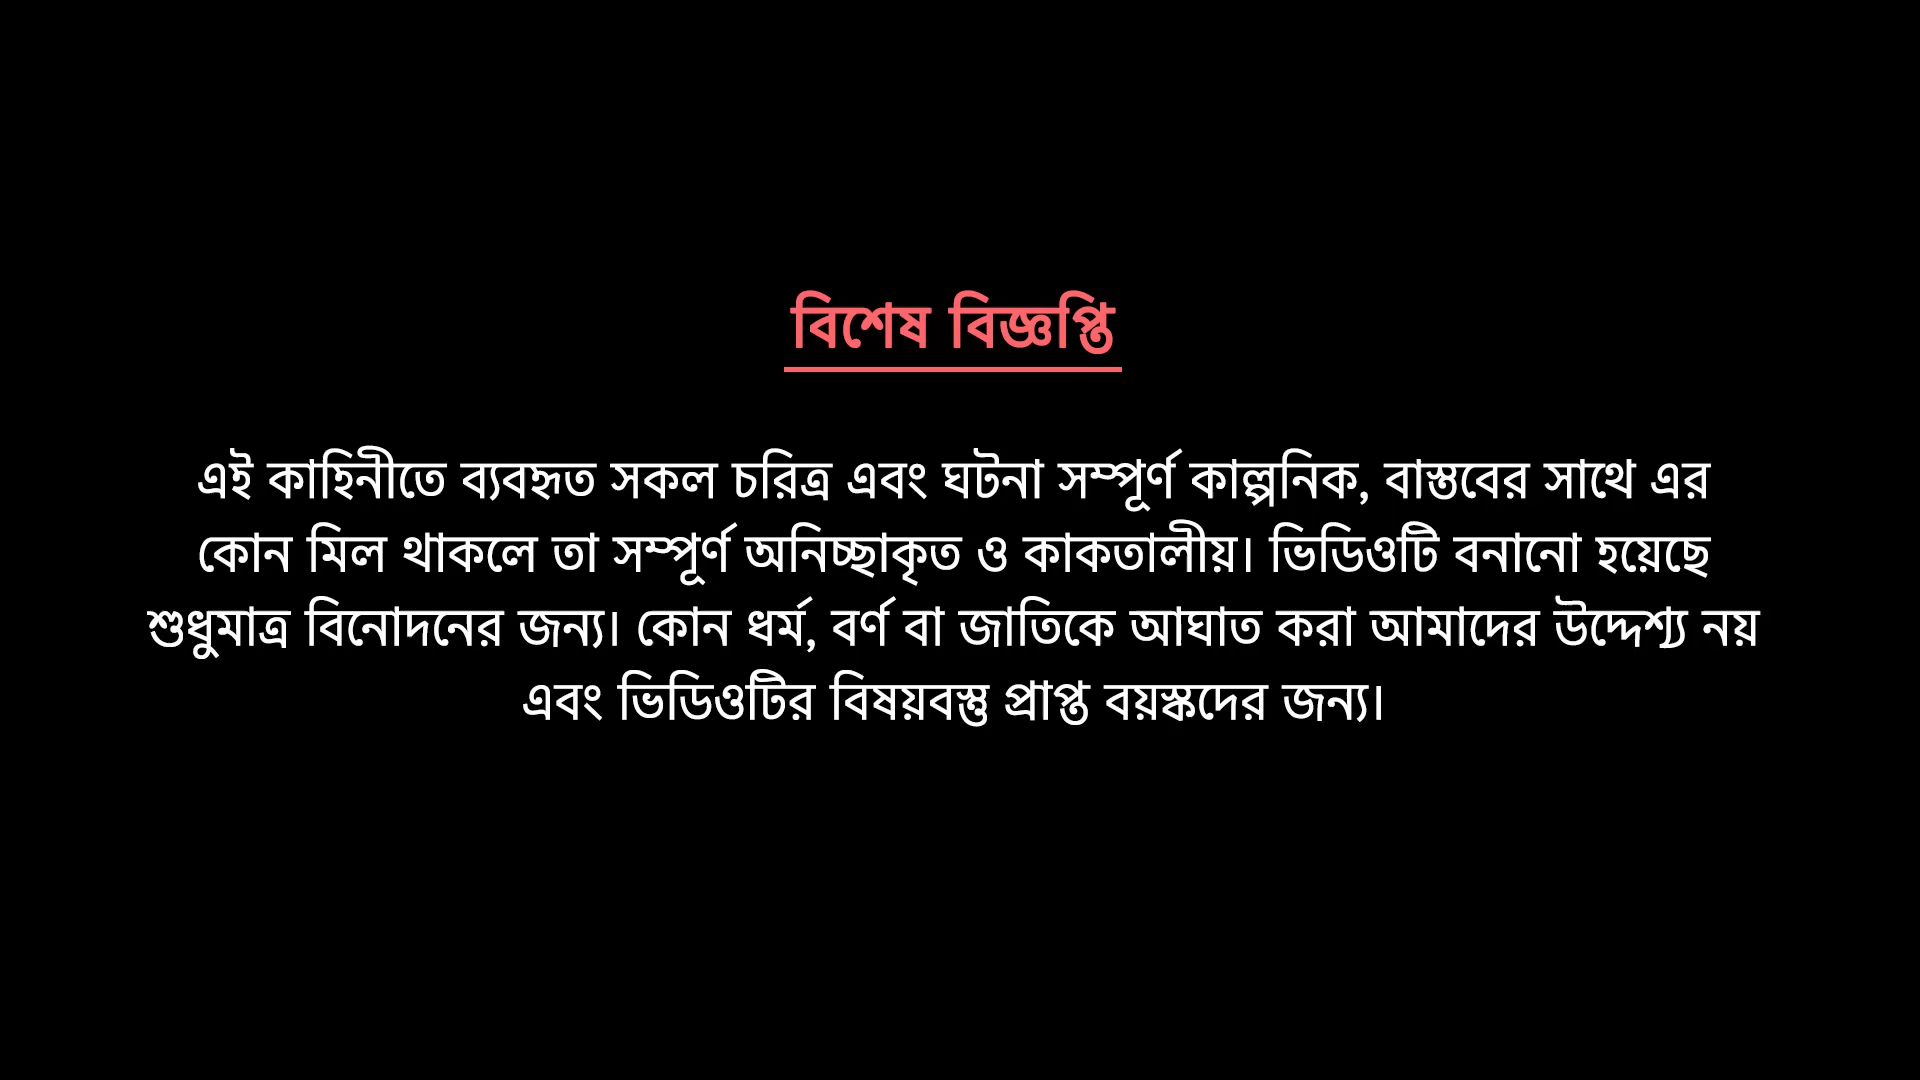 বিশেষ বিজ্ঞপ্তি
এই কাহিনীতে ব্যবহৃত সকল চরিত্র এবং ঘটনা সম্পূর্ণ কাল্পনিক, বাস্তবের সাথে এর
কোন মিল থাকলে তা সম্পূর্ণ অনিচ্ছাকৃত ও কাকতালীয়। ভিডিওটি বনানো হয়েছে
শুধুমাত্র বিনোদনের জন্য। কোন ধর্ম, বর্ণ বা জাতিকে আঘাত করা আমাদের উদ্দেশ্য নয়
এবং ভিডিওটির বিষয়বস্তু প্রাপ্ত বয়স্কদের জন্য।